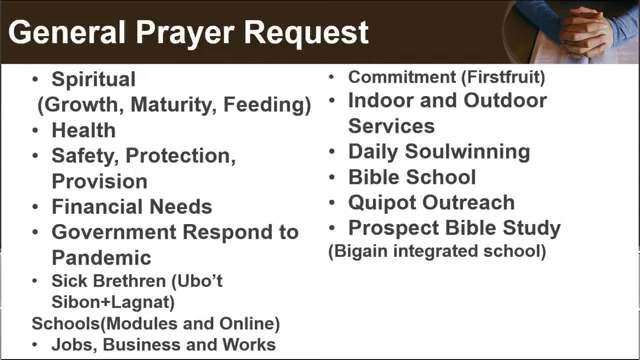 General Prayer Request
• Spiritual
(Growth, Maturity, Feeding)
• Health
• Safety, Protection,
Provision
• Financial Needs
• Government Respond to
Pandemic
• Sick Brethren (Ubo't
Sibon+Lagnat)
Schools(Modules and Online)
• Jobs, Business and Works
• Commitment (Firstfruit)
• Indoor and Outdoor
Services
• Daily Soulwinning
• Bible School
• Quipot Outreach
• Prospect Bible Study
(Bigain integrated school)